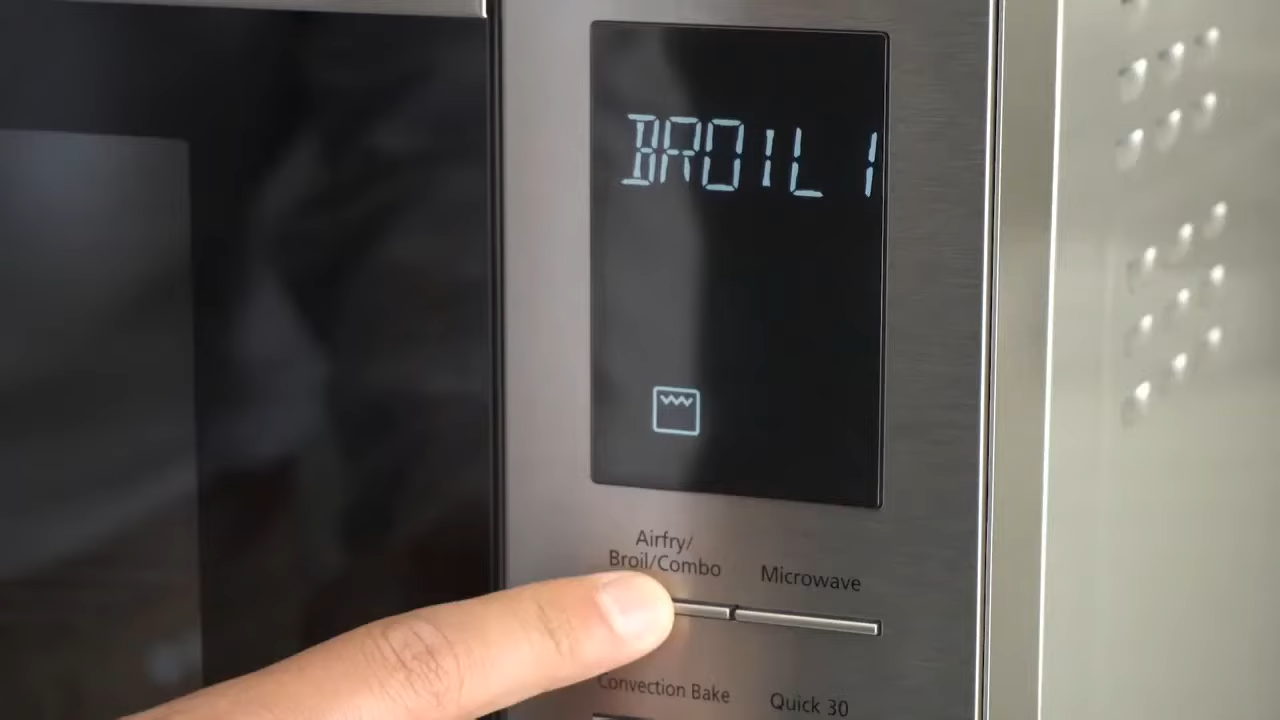 BROIL 1
Airfry/
Broil/Combo
Microwave
Convection Bake
Quick 30